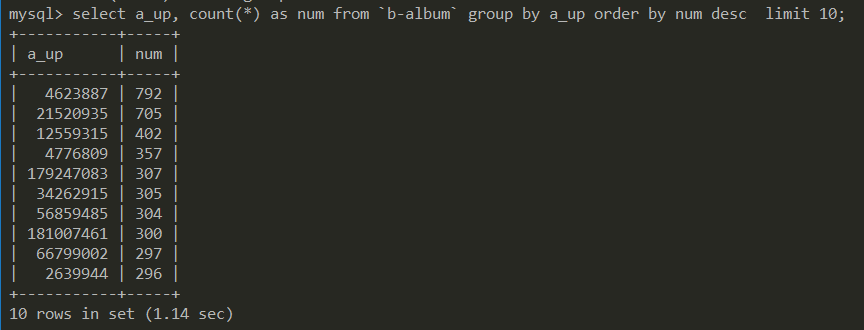 mysql> select a_up, count(*) as num from `b-album` group by a_up order by num desc  limit 10;
+-----------+-----+
| a_up      | num |
+-----------+-----+
|   4623887 | 792 |
|  21520935 | 705 |
|  12559315 | 402 |
|   4776809 | 357 |
| 179247083 | 307 |
|  34262915 | 305 |
|  56859485 | 304 |
| 181007461 | 300 |
|  66799002 | 297 |
|   2639944 | 296 |
+-----------+-----+
10 rows in set (1.14 sec)